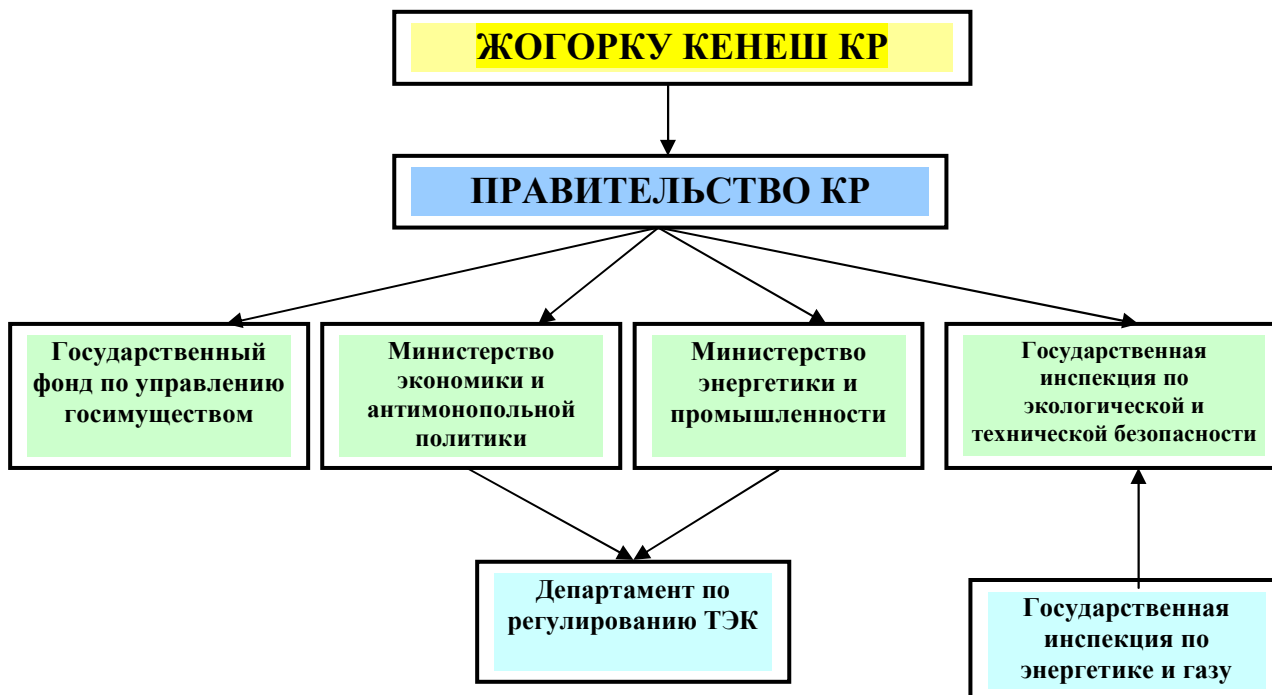 ЖОГОРКУ КЕНЕШ КР
ПРАВИТЕЛЬСТВО КР
Государственный
фонд по управлению
госимуществом
Министерство
экономики и
антимонопольной
политики
Министерство
энергетики и
промышленности
Государственная
инспекция по
экологической и
технической безопасности
Департамент по
регулированию ТЭК
Государственная
инспекция по
энергетике и газу